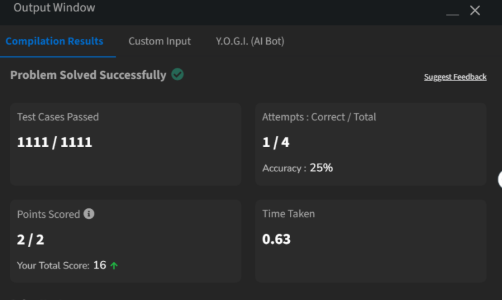 Output Window
Compilation Results Custom Input Y.O.G.I. (AI Bot)
Problem Solved Successfully Suggest Feedback
Test Cases Passed
1111 / 1111
Attempts : Correct / Total
1 / 4
Accuracy : 25%
Points Scored
2 / 2
Your Total Score: 16
Time Taken
0.63